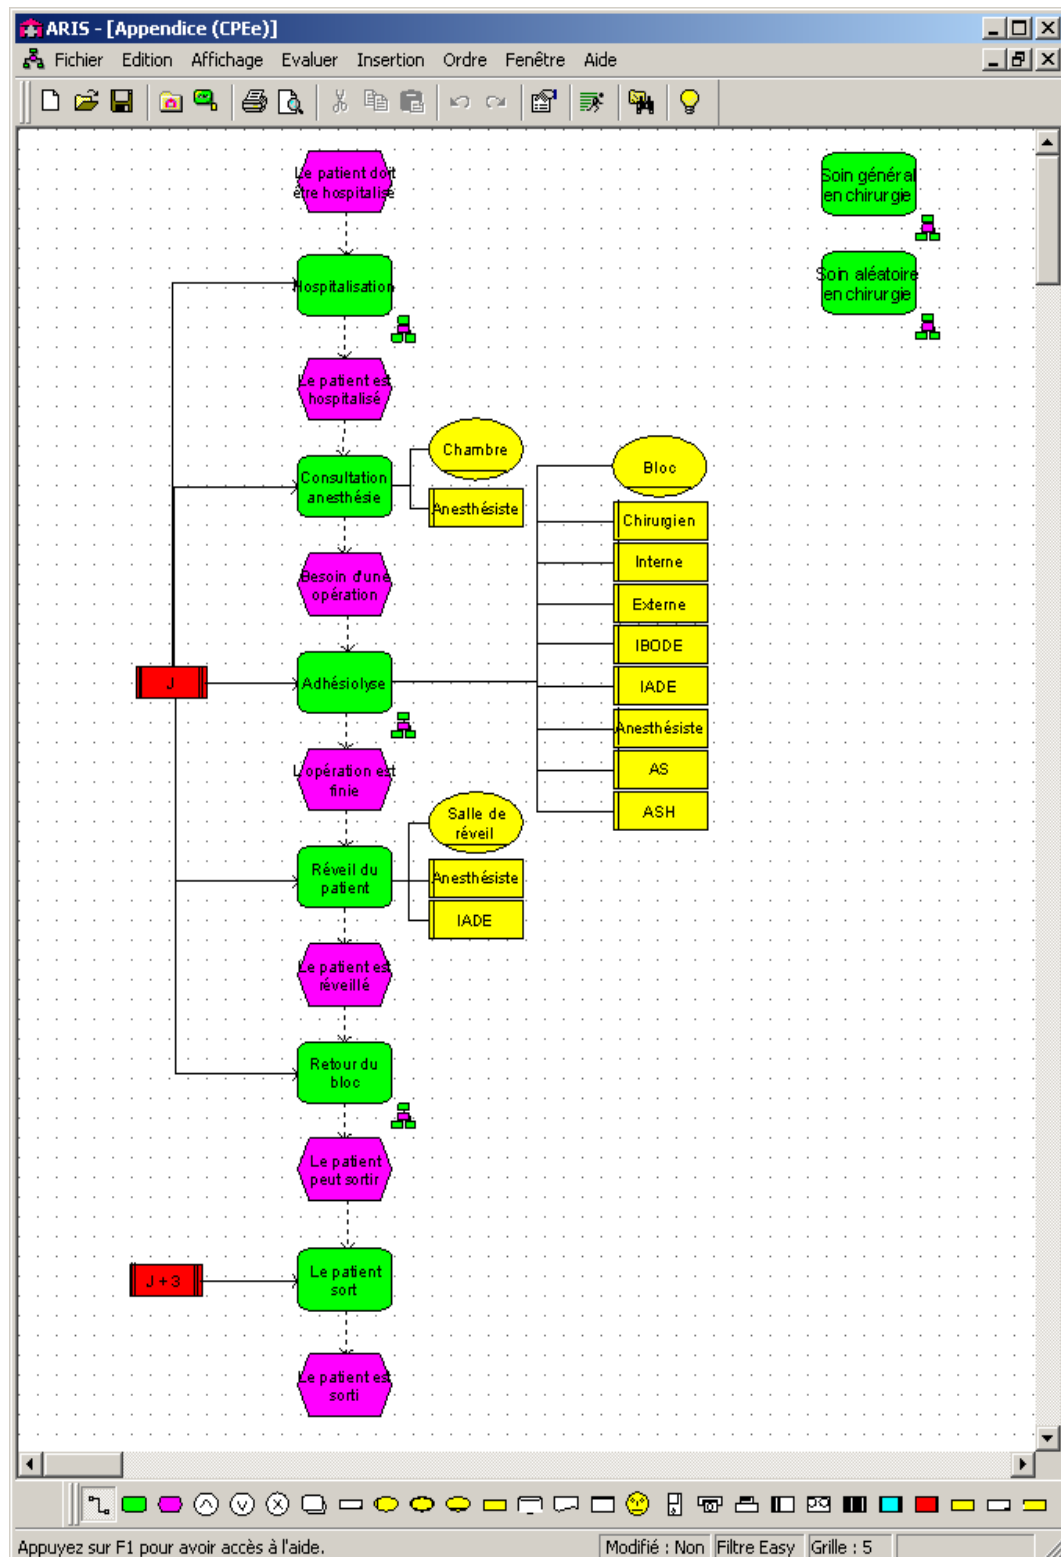 ARIS - [Appendice (CPEe)]
Fichier Edition Affichage Evaluer Insertion Ordre Fenêtre Aide
Le patient doit
être hospitalisé
Soin général
en chirurgie
Hospitalisation
Soin aléatoire
en chirurgie
Le patient est
hospitalisé
Consultation
anesthésie
Chambre
Anesthésiste
Bloc
Chirurgien
Interne
Externe
IBODE
IADE
Anesthésiste
AS
ASH
Besoin d'une
opération
J
Adhésiolyse
L'opération est
finie
Salle de
réveil
Réveil du
patient
Anesthésiste
IADE
Le patient est
réveillé
Retour du
bloc
Le patient
peut sortir
J + 3
Le patient
sort
Le patient est
sorti
Appuyez sur F1 pour avoir accès à l'aide.
Modifié : Non
Filtre Easy
Grille : 5